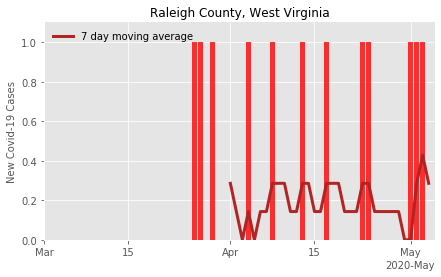 Raleigh County, West Virginia
7 day moving average
New Covid-19 Cases
1.0
0.8
0.6
0.4
0.2
0.0
Mar 15 Apr 15 May
2020-May